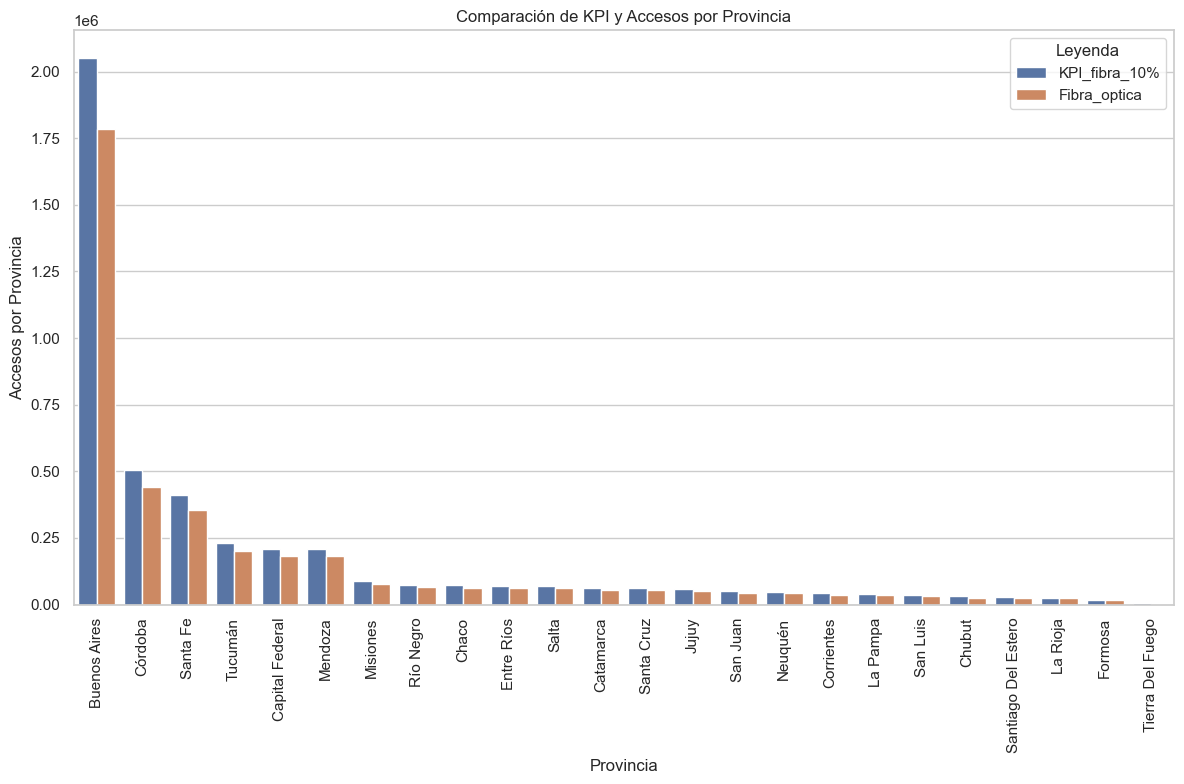 Comparación de KPI y Accesos por Provincia
1e6
Leyenda
KPI_fibra_10%
Fibra_optica
2.00
1.75
1.50
1.25
1.00
0.75
0.50
0.25
0.00
Accesos por Provincia
Buenos Aires
Córdoba
Santa Fe
Tucumán
Capital Federal
Mendoza
Misiones
Río Negro
Chaco
Entre Ríos
Salta
Catamarca
Santa Cruz
Jujuy
San Juan
Neuquén
Corrientes
La Pampa
San Luis
Chubut
Santiago Del Estero
La Rioja
Formosa
Tierra Del Fuego
Provincia